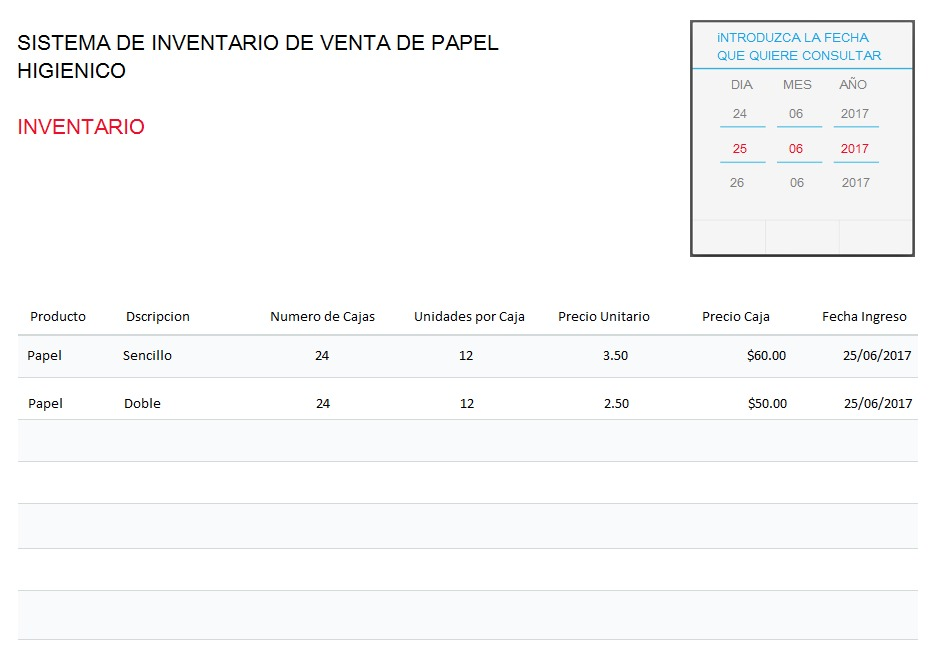 SISTEMA DE INVENTARIO DE VENTA DE PAPEL
HIGIENICO
INVENTARIO
iNTRODUZCA LA FECHA
QUE QUIERE CONSULTAR
DIA MES AÑO
24 06 2017
25 06 2017
26 06 2017
Producto Dscripcion Numero de Cajas Unidades por Caja Precio Unitario Precio Caja Fecha Ingreso
Papel Sencillo 24 12 3.50 $60.00 25/06/2017
Papel Doble 24 12 2.50 $50.00 25/06/2017